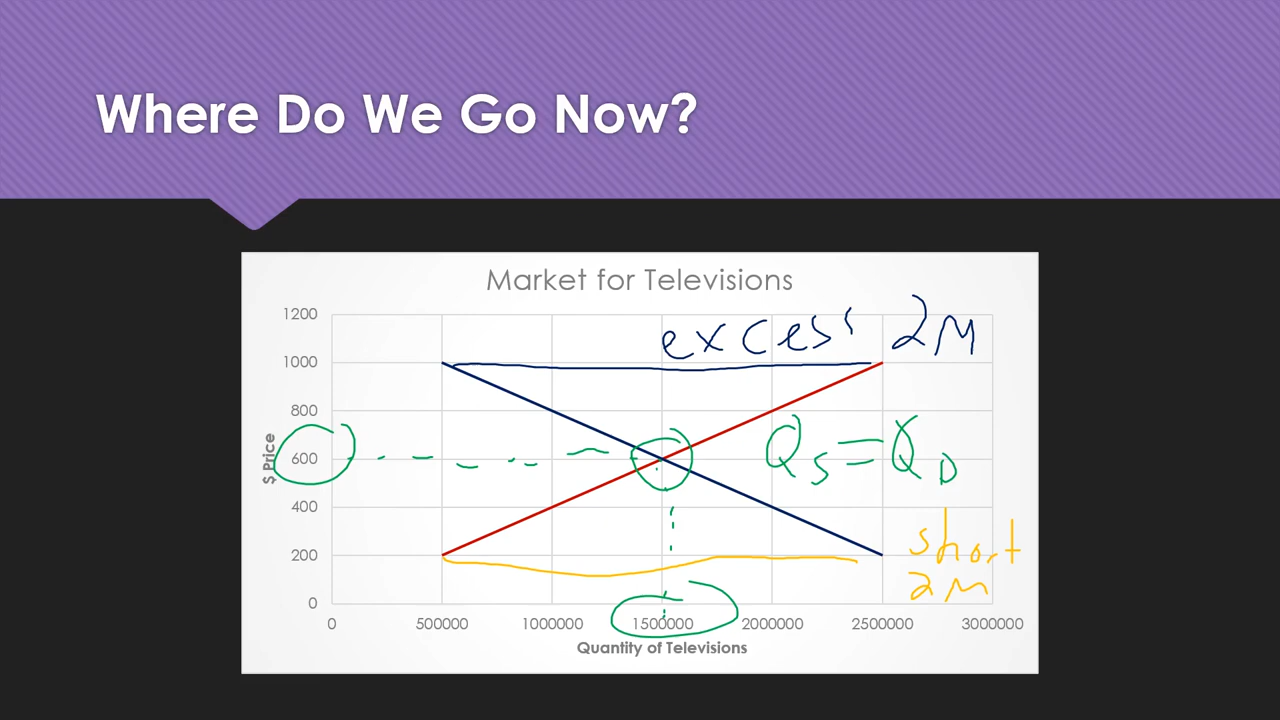 Where Do We Go Now?
Market for Televisions
1200
excess 2M
1000
800
$ Price
600
Qs=QD
400
200
short
2M
0
0 500000 1000000 1500000 2000000 2500000 3000000
Quantity of Televisions